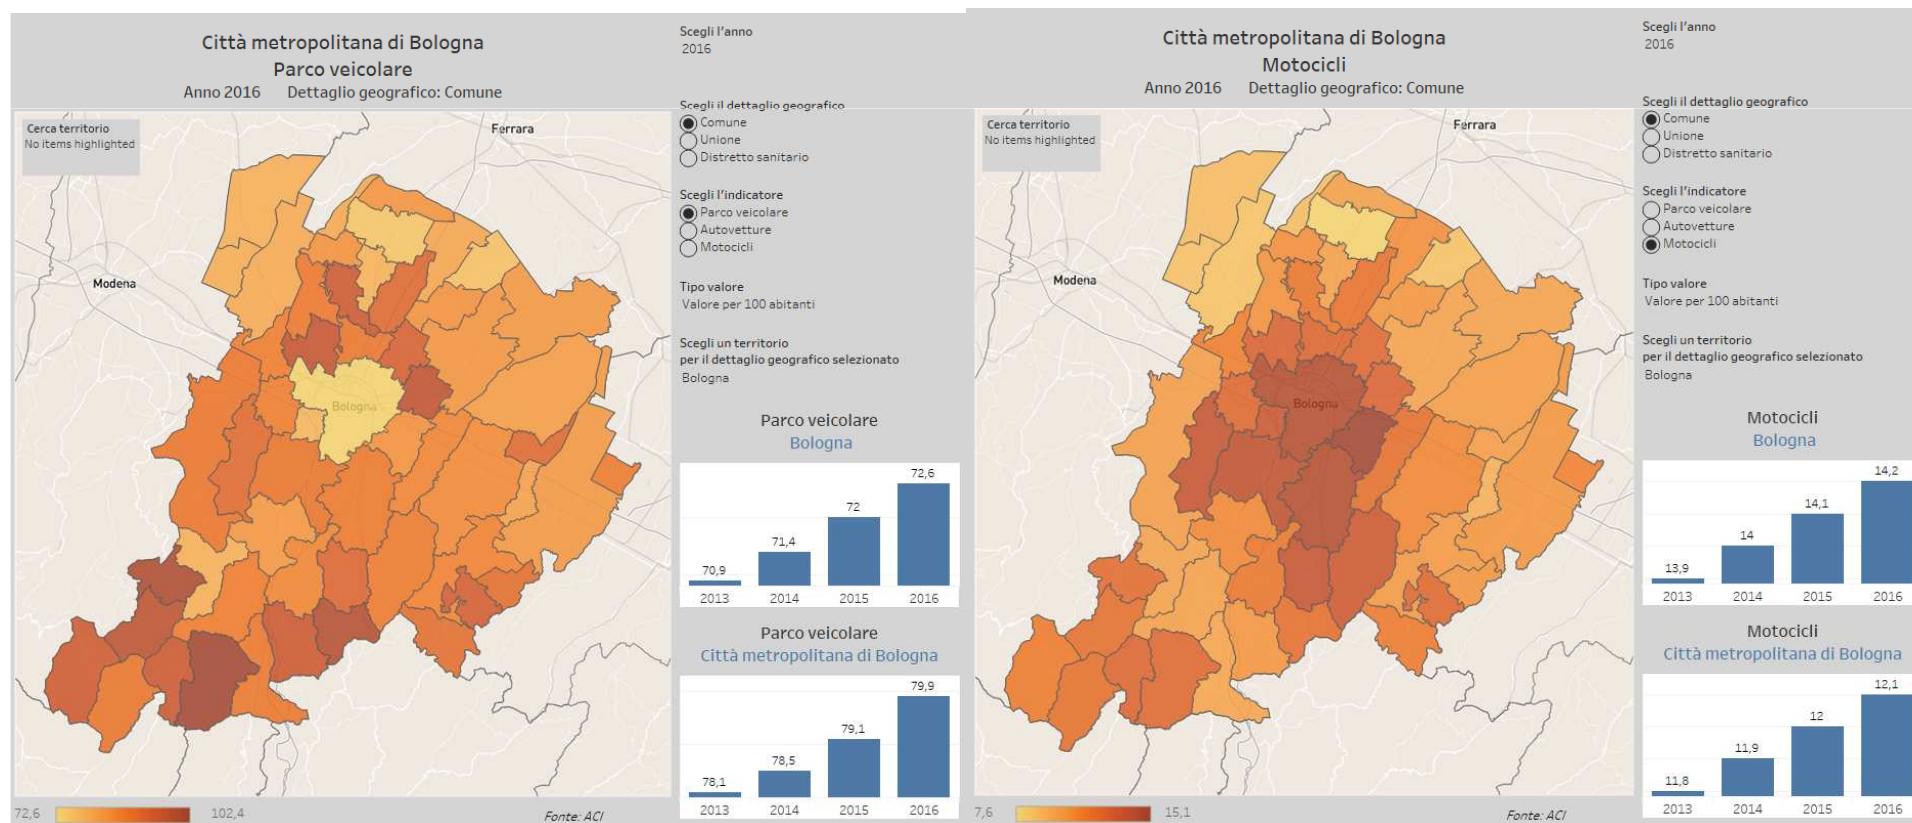 Città metropolitana di Bologna
Parco veicolare
Anno 2016 Dettaglio geografico: Comune
Cerca territorio
No items highlighted
Ferrara
Modena
Bologna
72,6
102,4
Fonte: ACI
Scegli l'anno
2016
Scegli il dettaglio geografico
Comune
Unione
Distretto sanitario
Scegli l'indicatore
Parco veicolare
Autovetture
Motocicli
Tipo valore
Valore per 100 abitanti
Scegli un territorio
per il dettaglio geografico selezionato
Bologna
Parco veicolare
Bologna
70,9
71,4
72
72,6
2013 2014 2015 2016
Parco veicolare
Città metropolitana di Bologna
78,1
78,5
79,1
79,9
2013 2014 2015 2016
Città metropolitana di Bologna
Motocicli
Anno 2016 Dettaglio geografico: Comune
Cerca territorio
No items highlighted
Ferrara
Modena
Bologna
7,6
15,1
Fonte: ACI
Scegli l'anno
2016
Scegli il dettaglio geografico
Comune
Unione
Distretto sanitario
Scegli l'indicatore
Parco veicolare
Autovetture
Motocicli
Tipo valore
Valore per 100 abitanti
Scegli un territorio
per il dettaglio geografico selezionato
Bologna
Motocicli
Bologna
13,9
14
14,1
14,2
2013 2014 2015 2016
Motocicli
Città metropolitana di Bologna
11,8
11,9
12
12,1
2013 2014 2015 2016